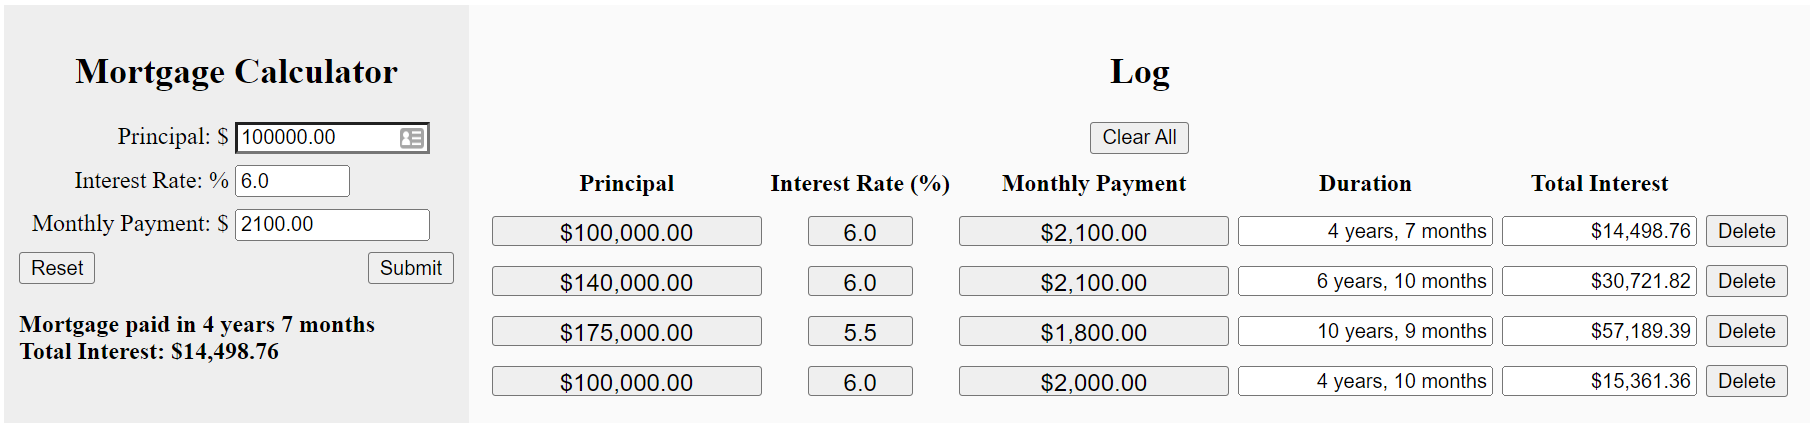 Mortgage Calculator
Principal: $ 100000.00
Interest Rate: % 6.0
Monthly Payment: $ 2100.00
Reset Submit
Mortgage paid in 4 years 7 months
Total Interest: $14,498.76
Log
Clear All
Principal Interest Rate (%) Monthly Payment Duration Total Interest
$100,000.00 6.0 $2,100.00 4 years, 7 months $14,498.76 Delete
$140,000.00 6.0 $2,100.00 6 years, 10 months $30,721.82 Delete
$175,000.00 5.5 $1,800.00 10 years, 9 months $57,189.39 Delete
$100,000.00 6.0 $2,000.00 4 years, 10 months $15,361.36 Delete